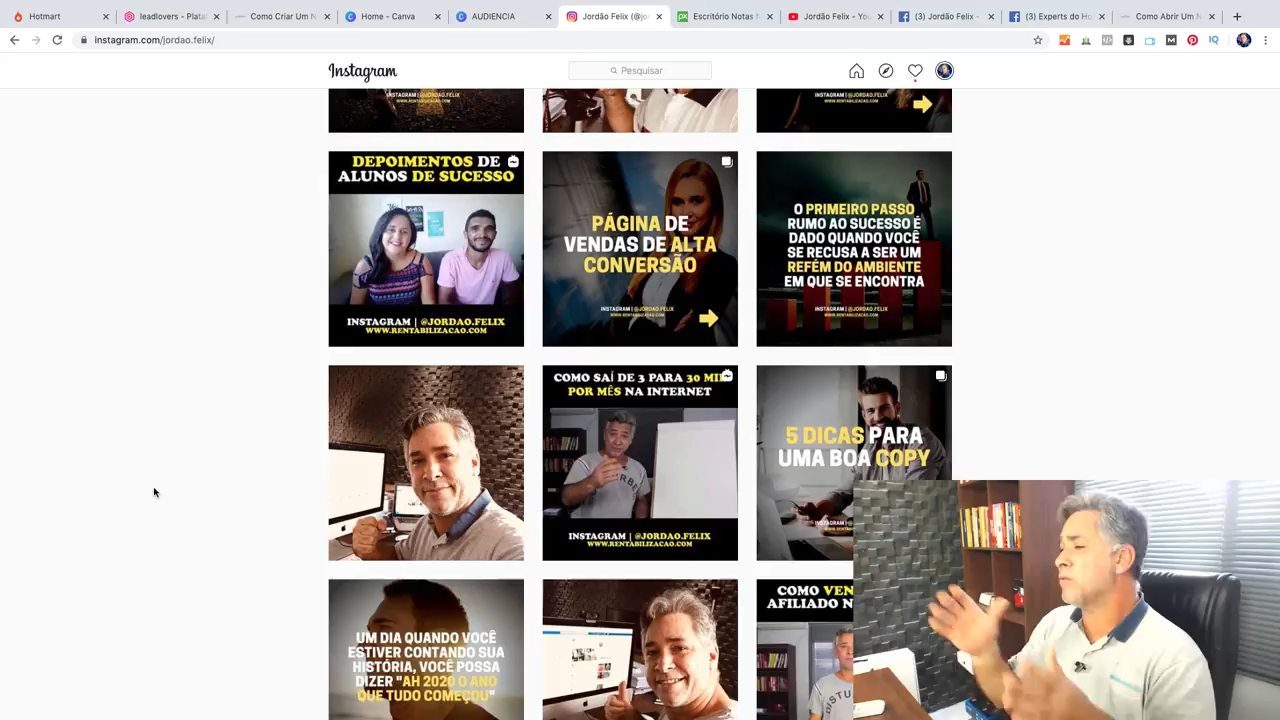 Hotmart
leadlovers - Plata
Como Criar Um N
Home - Canva
AUDIENCIA
Jordão Felix (@jo
Escritório Notas N
Jordão Felix - You
(3) Jordão Felix -
(3) Experts do Ho
Como Abrir Um N
instagram.com/jordao.felix/
Instagram
Pesquisar
INSTAGRAM | @JORDAO.FELIX
WWW.RENTABILIZACAO.COM
INSTAGRAM | @JORDAO.FELIX
WWW.RENTABILIZACAO.COM
DEPOIMENTOS DE
ALUNOS DE SUCESSO
INSTAGRAM | @JORDAO.FELIX
WWW.RENTABILIZACAO.COM
PÁGINA DE
VENDAS DE ALTA
CONVERSÃO
INSTAGRAM | @JORDAO.FELIX
WWW.RENTABILIZACAO.COM
O PRIMEIRO PASSO
RUMO AO SUCESSO É
DADO QUANDO VOCÊ
SE RECUSA A SER UM
REFÉM DO AMBIENTE
EM QUE SE ENCONTRA
INSTAGRAM | @JORDAO.FELIX
WWW.RENTABILIZACAO.COM
COMO SAÍ DE 3 PARA 30 MIL
POR MÊS NA INTERNET
INSTAGRAM | @JORDAO.FELIX
WWW.RENTABILIZACAO.COM
5 DICAS PARA
UMA BOA COPY
UM DIA QUANDO VOCÊ
ESTIVER CONTANDO SUA
HISTÓRIA, VOCÊ POSSA
DIZER "AH 2020 O ANO
QUE TUDO COMEÇOU"
COMO VEN
AFILIADO N